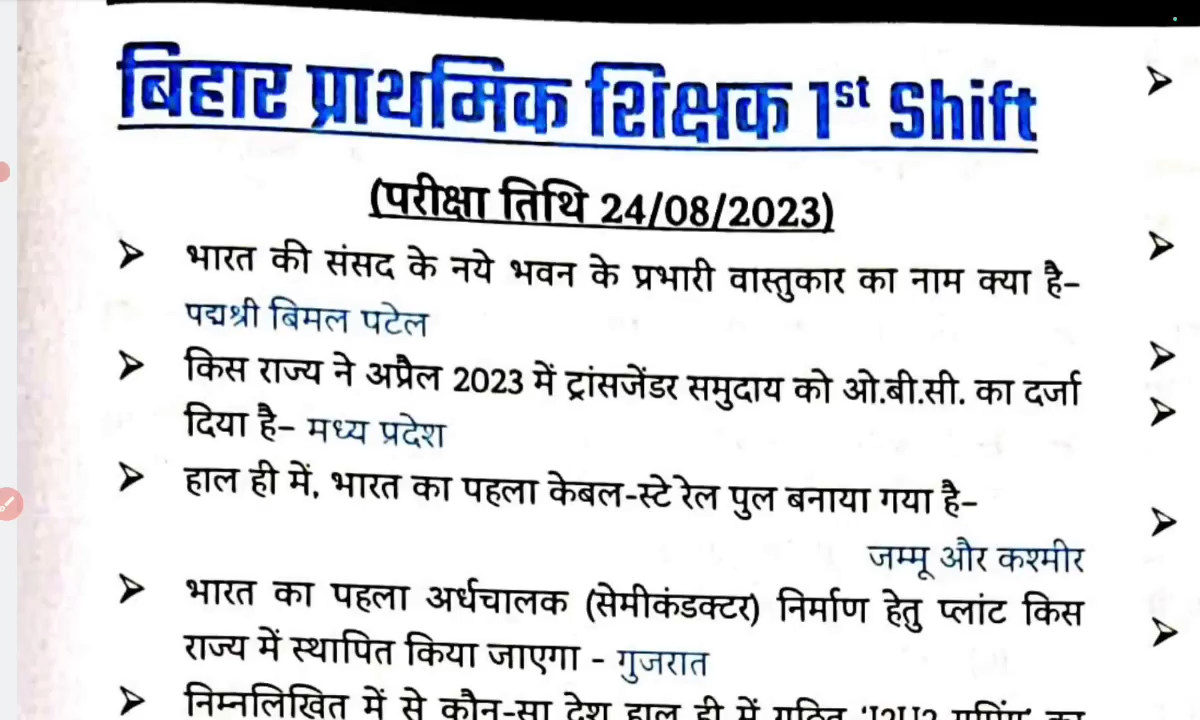 बिहार प्राथमिक शिक्षक 1st Shift
(परीक्षा तिथि 24/08/2023)
➤ भारत की संसद के नये भवन के प्रभारी वास्तुकार का नाम क्या है–
पद्मश्री बिमल पटेल
➤ किस राज्य ने अप्रैल 2023 में ट्रांसजेंडर समुदाय को ओ.बी.सी. का दर्जा
दिया है– मध्य प्रदेश
➤ हाल ही में, भारत का पहला केबल-स्टे रेल पुल बनाया गया है–
जम्मू और कश्मीर
➤ भारत का पहला अर्धचालक (सेमीकंडक्टर) निर्माण हेतु प्लांट किस
राज्य में स्थापित किया जाएगा – गुजरात
➤ निम्नलिखित में से कौन-सा देश हाल ही में गठित 'I2U2 का